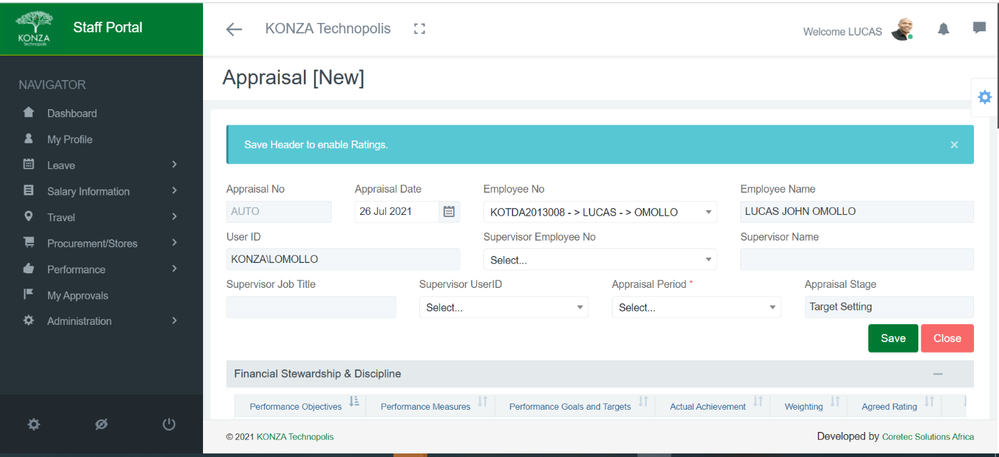 KONZA
Technopolis
Staff Portal
KONZA Technopolis
Welcome LUCAS
NAVIGATOR
Dashboard
My Profile
Leave
Salary Information
Travel
Procurement/Stores
Performance
My Approvals
Administration
Appraisal [New]
Save Header to enable Ratings.
×
Appraisal No
Appraisal Date
Employee No
Employee Name
AUTO
26 Jul 2021
KOTDA2013008 - > LUCAS - > OMOLLO
LUCAS JOHN OMOLLO
User ID
Supervisor Employee No
Supervisor Name
KONZA\LOMOLLO
Select...
Supervisor Job Title
Supervisor UserID
Appraisal Period *
Appraisal Stage
Select...
Select...
Target Setting
Save
Close
Financial Stewardship & Discipline
Performance Objectives
Performance Measures
Performance Goals and Targets
Actual Achievement
Weighting
Agreed Rating
© 2021 KONZA Technopolis
Developed by Coretec Solutions Africa